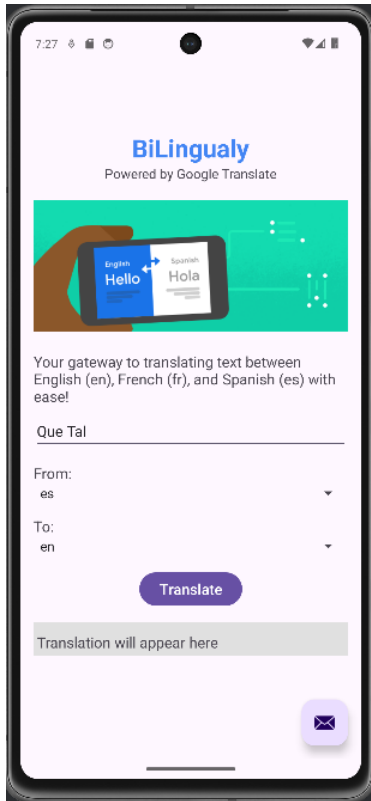 7:27
BiLingualy
Powered by Google Translate
English
Hello
Spanish
Hola
Your gateway to translating text between
English (en), French (fr), and Spanish (es) with
ease!
Que Tal
From:
es
To:
en
Translate
Translation will appear here